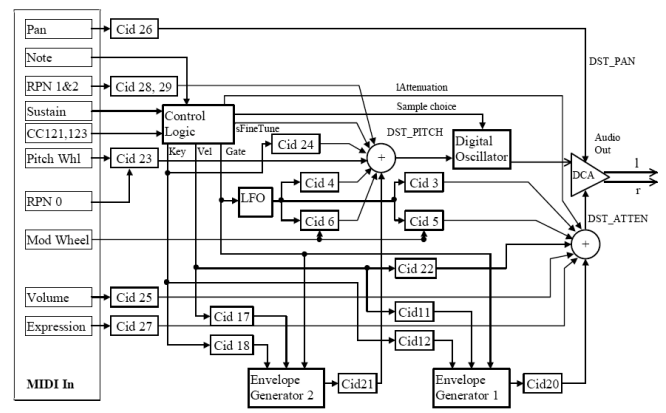 Pan
Cid 26
Note
DST_PAN
RPN 1&2
Cid 28, 29
lAttenuation
Sample choice
Sustain
Control
Logic
sFineTune
DST_PITCH
CC121,123
Key
Vel
Gate
Cid 24
Digital
Oscillator
Audio
Out
Pitch Whl
Cid 23
+
l
DCA
r
Cid 4
Cid 3
RPN 0
LFO
DST_ATTEN
Cid 6
Cid 5
Mod Wheel
+
Cid 22
Volume
Cid 25
Cid 17
Cid11
Expression
Cid 27
Cid 18
Cid12
MIDI In
Envelope
Generator 2
Cid21
Envelope
Generator 1
Cid20